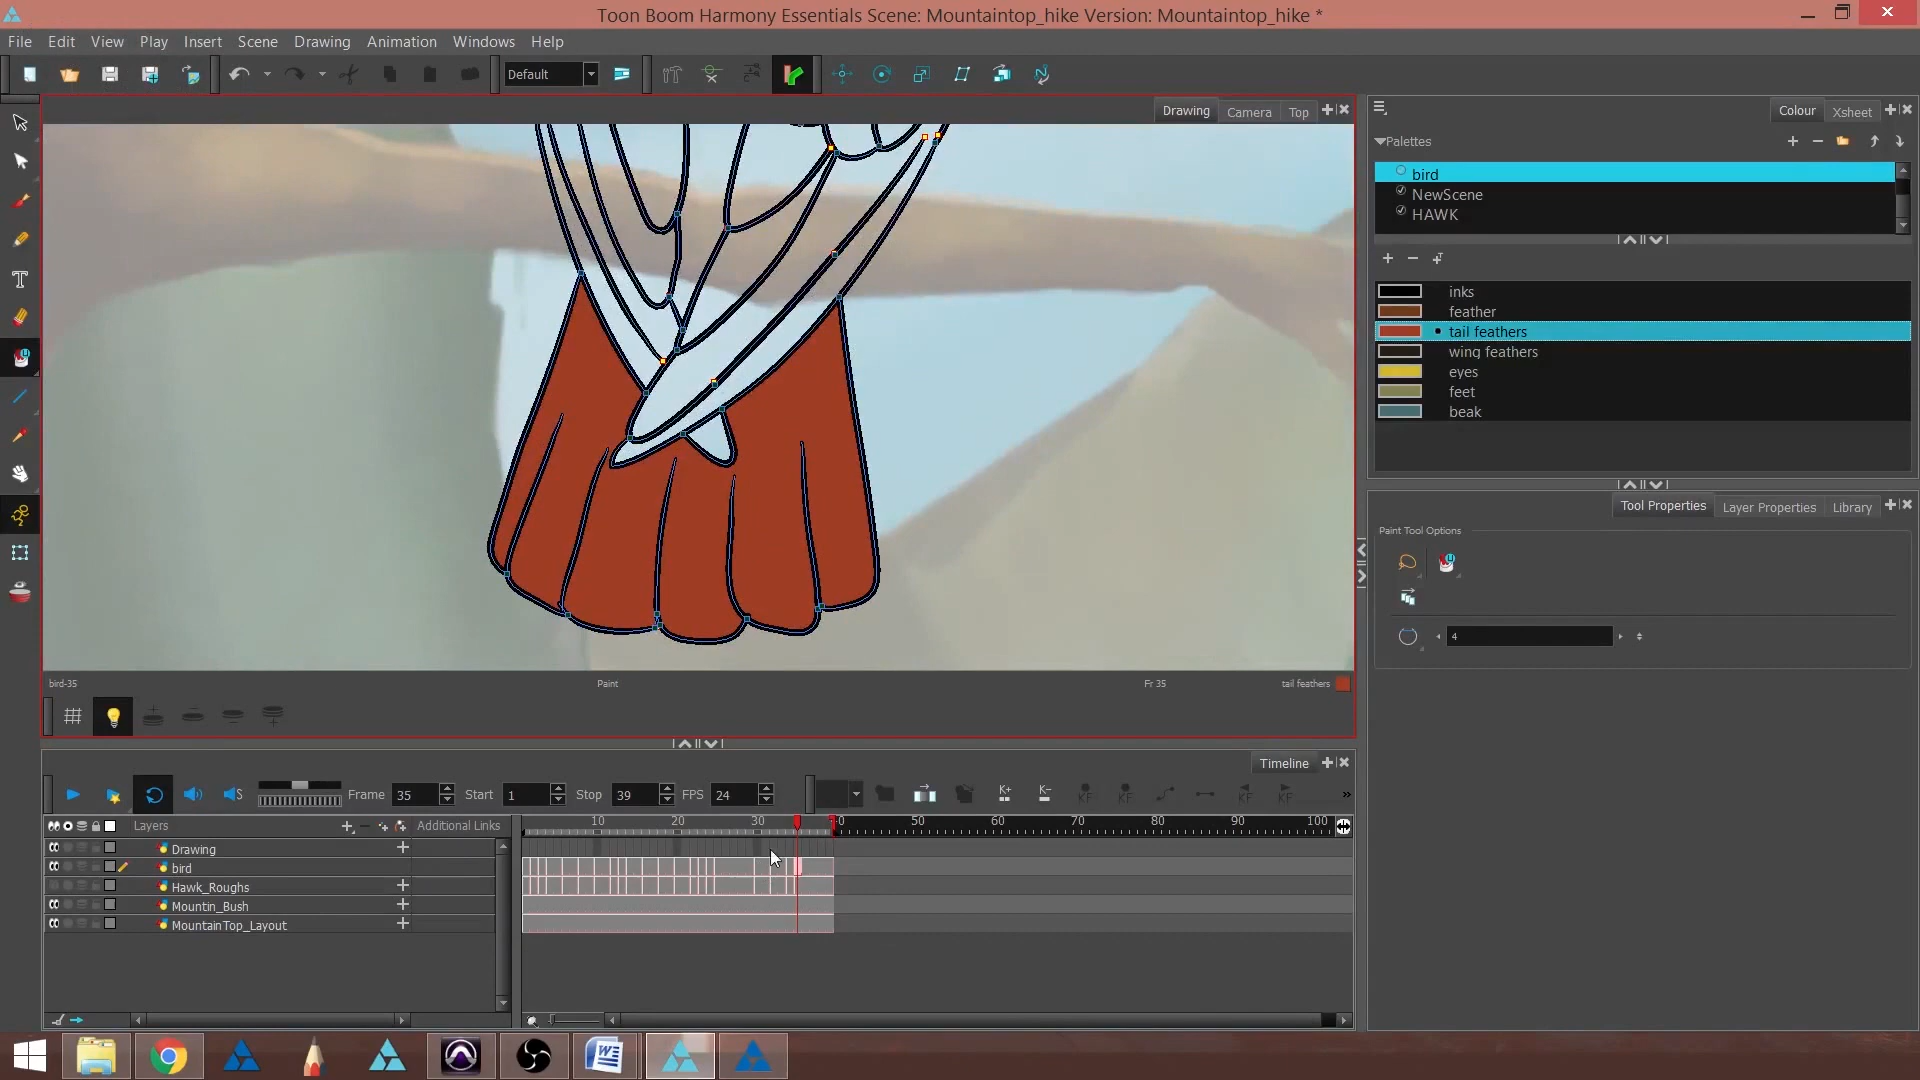 Toon Boom Harmony Essentials Scene: Mountaintop_hike Version: Mountaintop_hike *
File Edit View Play Insert Scene Drawing Animation Windows Help
Default
Drawing Camera Top
Colour Xsheet
Palettes
bird
NewScene
HAWK
inks
feather
tail feathers
wing feathers
eyes
feet
beak
Tool Properties Layer Properties Library
Paint Tool Options
4
bird-35 Paint Fr 35 tail feathers
Timeline
Frame 35 Start 1 Stop 39 FPS 24
Layers Additional Links
10 20 30 50 60 70 80 90 100
Drawing
bird
Hawk_Roughs
Mountin_Bush
MountainTop_Layout